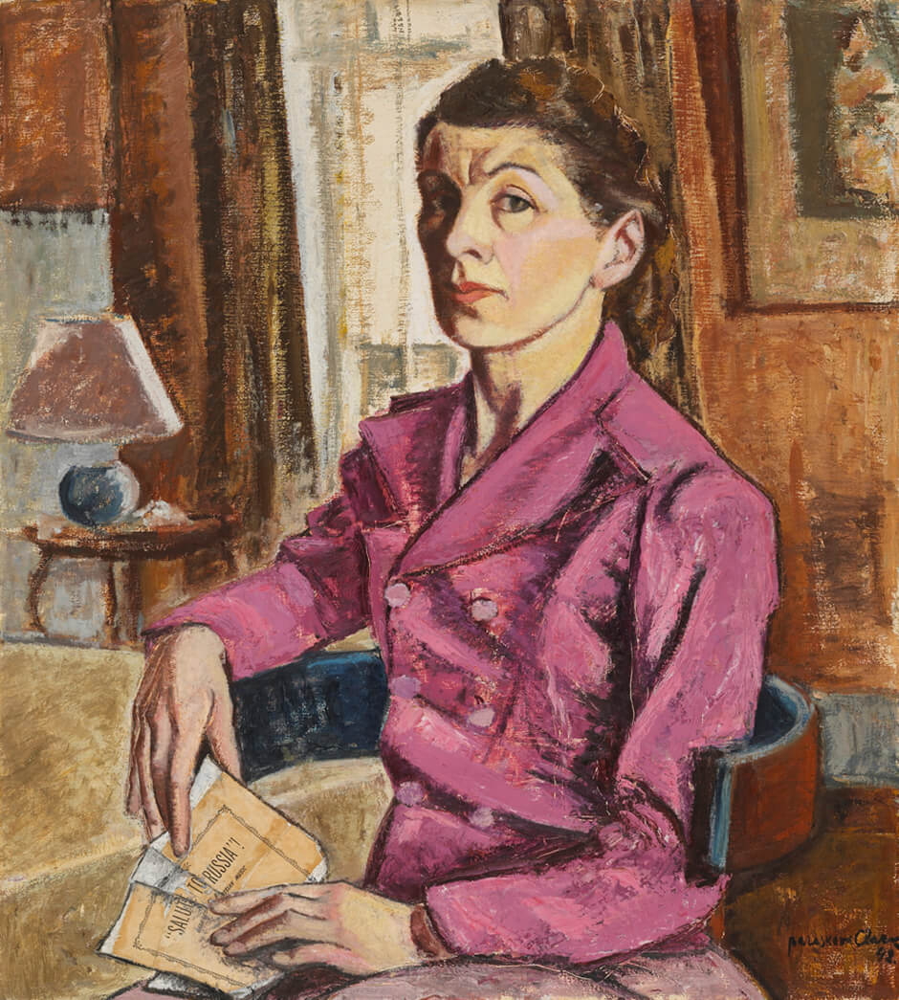 "SALUTE TO RUSSIA"!
Paraskeva Clark
42